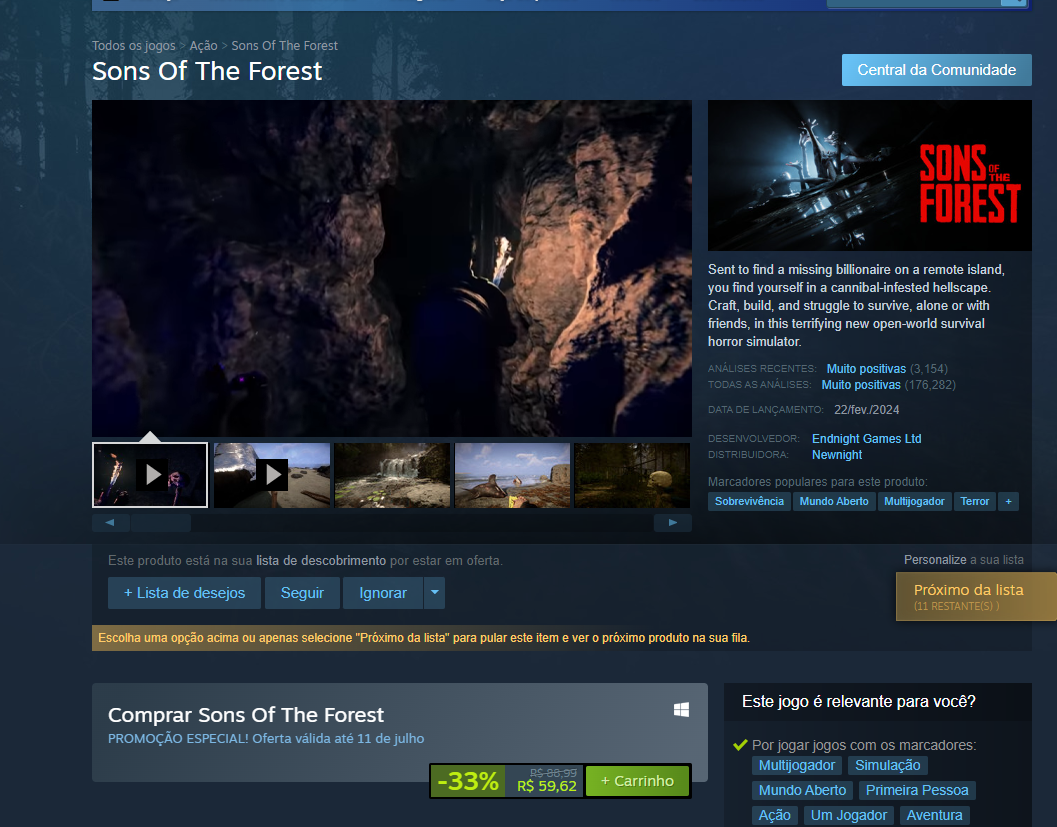 Todos os jogos > Ação > Sons Of The Forest
Sons Of The Forest
Central da Comunidade
SONS OF THE FOREST
Sent to find a missing billionaire on a remote island,
you find yourself in a cannibal-infested hellscape.
Craft, build, and struggle to survive, alone or with
friends, in this terrifying new open-world survival
horror simulator.
ANÁLISES RECENTES: Muito positivas (3,154)
TODAS AS ANÁLISES: Muito positivas (176,282)
DATA DE LANÇAMENTO: 22/fev./2024
DESENVOLVEDOR: Endnight Games Ltd
DISTRIBUIDORA: Newnight
Marcadores populares para este produto:
Sobrevivência Mundo Aberto Multijogador Terror +
Este produto está na sua lista de descobrimento por estar em oferta.
Personalize a sua lista
+ Lista de desejos Seguir Ignorar
Próximo da lista
(11 RESTANTE(S) )
Escolha uma opção acima ou apenas selecione "Próximo da lista" para pular este item e ver o próximo produto na sua fila.
Comprar Sons Of The Forest
PROMOÇÃO ESPECIAL! Oferta válida até 11 de julho
-33% R$ 88,99
R$ 59,62
+ Carrinho
Este jogo é relevante para você?
Por jogar jogos com os marcadores:
Multijogador Simulação
Mundo Aberto Primeira Pessoa
Ação Um Jogador Aventura